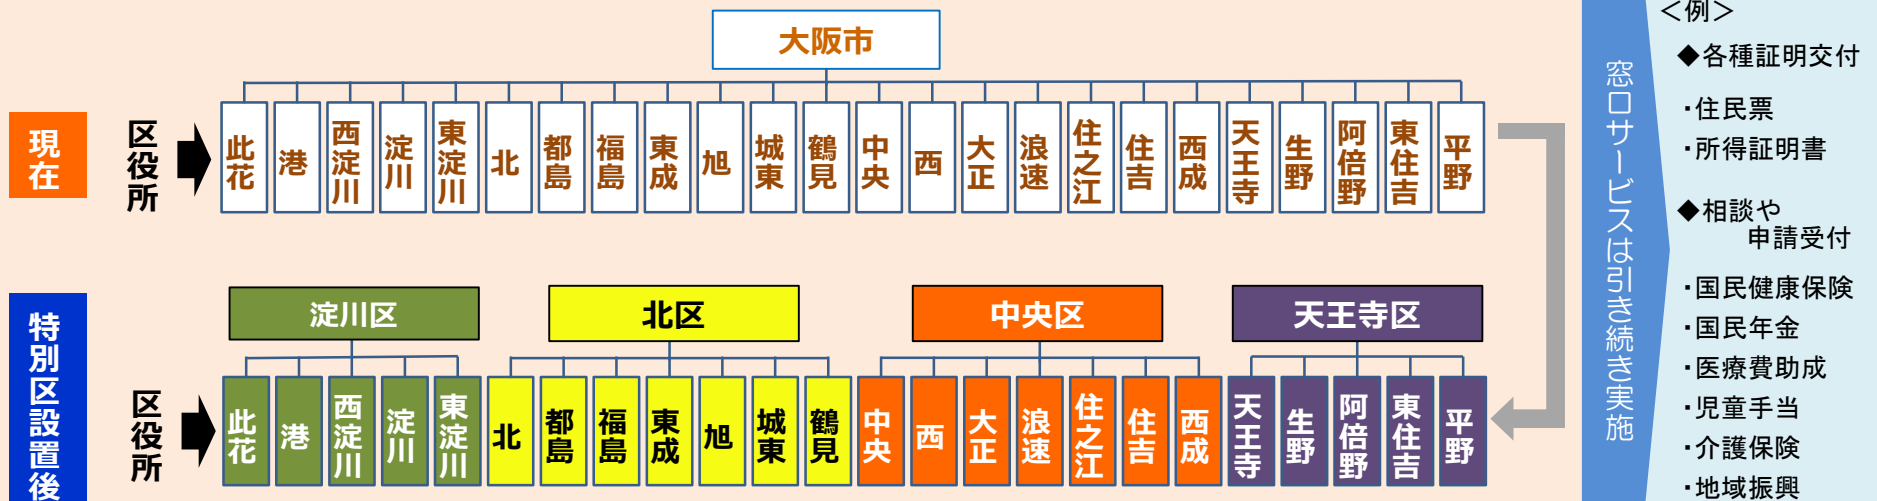 大阪市
現在
区役所
此花
港
西淀川
淀川
東淀川
北
都島
福島
東成
旭
城東
鶴見
中央
西
大正
浪速
住之江
住吉
西成
天王寺
生野
阿倍野
東住吉
平野
特別区設置後
淀川区
北区
中央区
天王寺区
区役所
此花
港
西淀川
淀川
東淀川
北
都島
福島
東成
旭
城東
鶴見
中央
西
大正
浪速
住之江
住吉
西成
天王寺
生野
阿倍野
東住吉
平野
窓口サービスは引き続き実施
＜例＞
◆各種証明交付
・住民票
・所得証明書
◆相談や
申請受付
・国民健康保険
・国民年金
・医療費助成
・児童手当
・介護保険
・地域振興